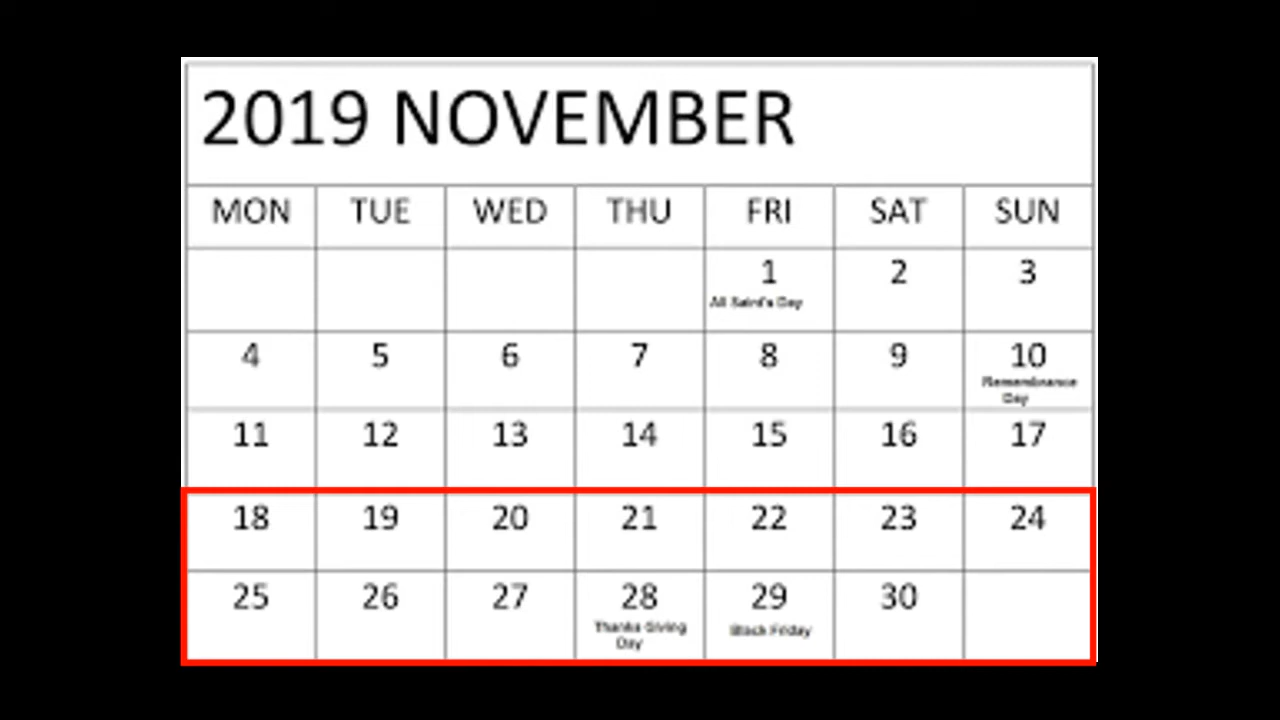 2019 NOVEMBER
MON TUE WED THU FRI SAT SUN
1 2 3
All Saint's Day
4 5 6 7 8 9 10
Remembrance
Day
11 12 13 14 15 16 17
18 19 20 21 22 23 24
25 26 27 28 29 30
Thanks Giving Black Friday
Day